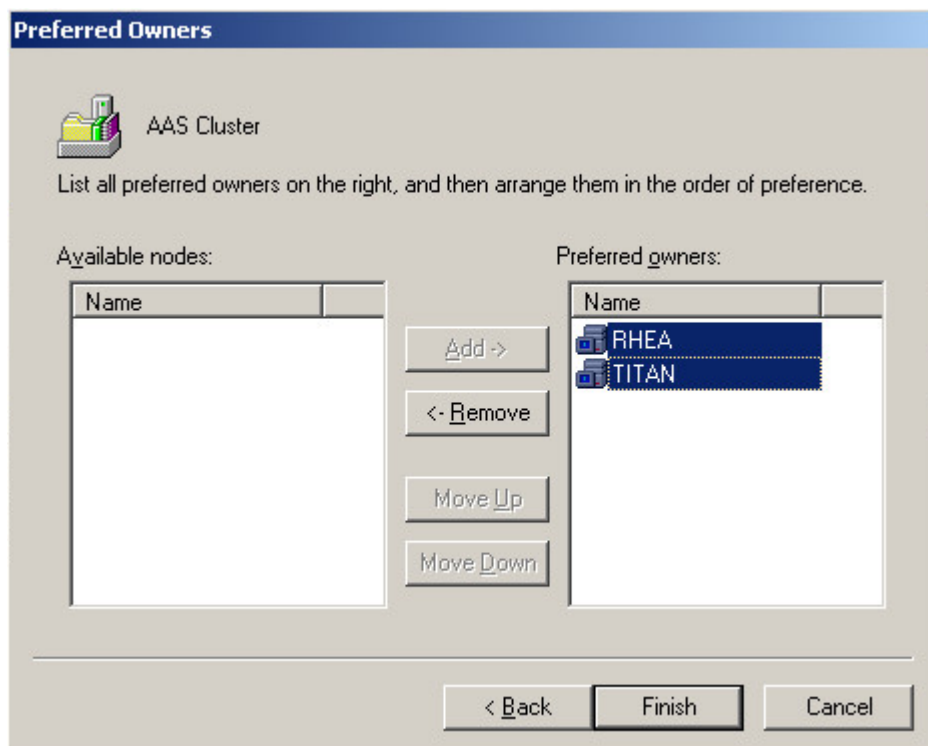 Preferred Owners
AAS Cluster
List all preferred owners on the right, and then arrange them in the order of preference.
Available nodes:
Preferred owners:
Name
Name
RHEA
TITAN
Add ->
<- Remove
Move Up
Move Down
< Back
Finish
Cancel